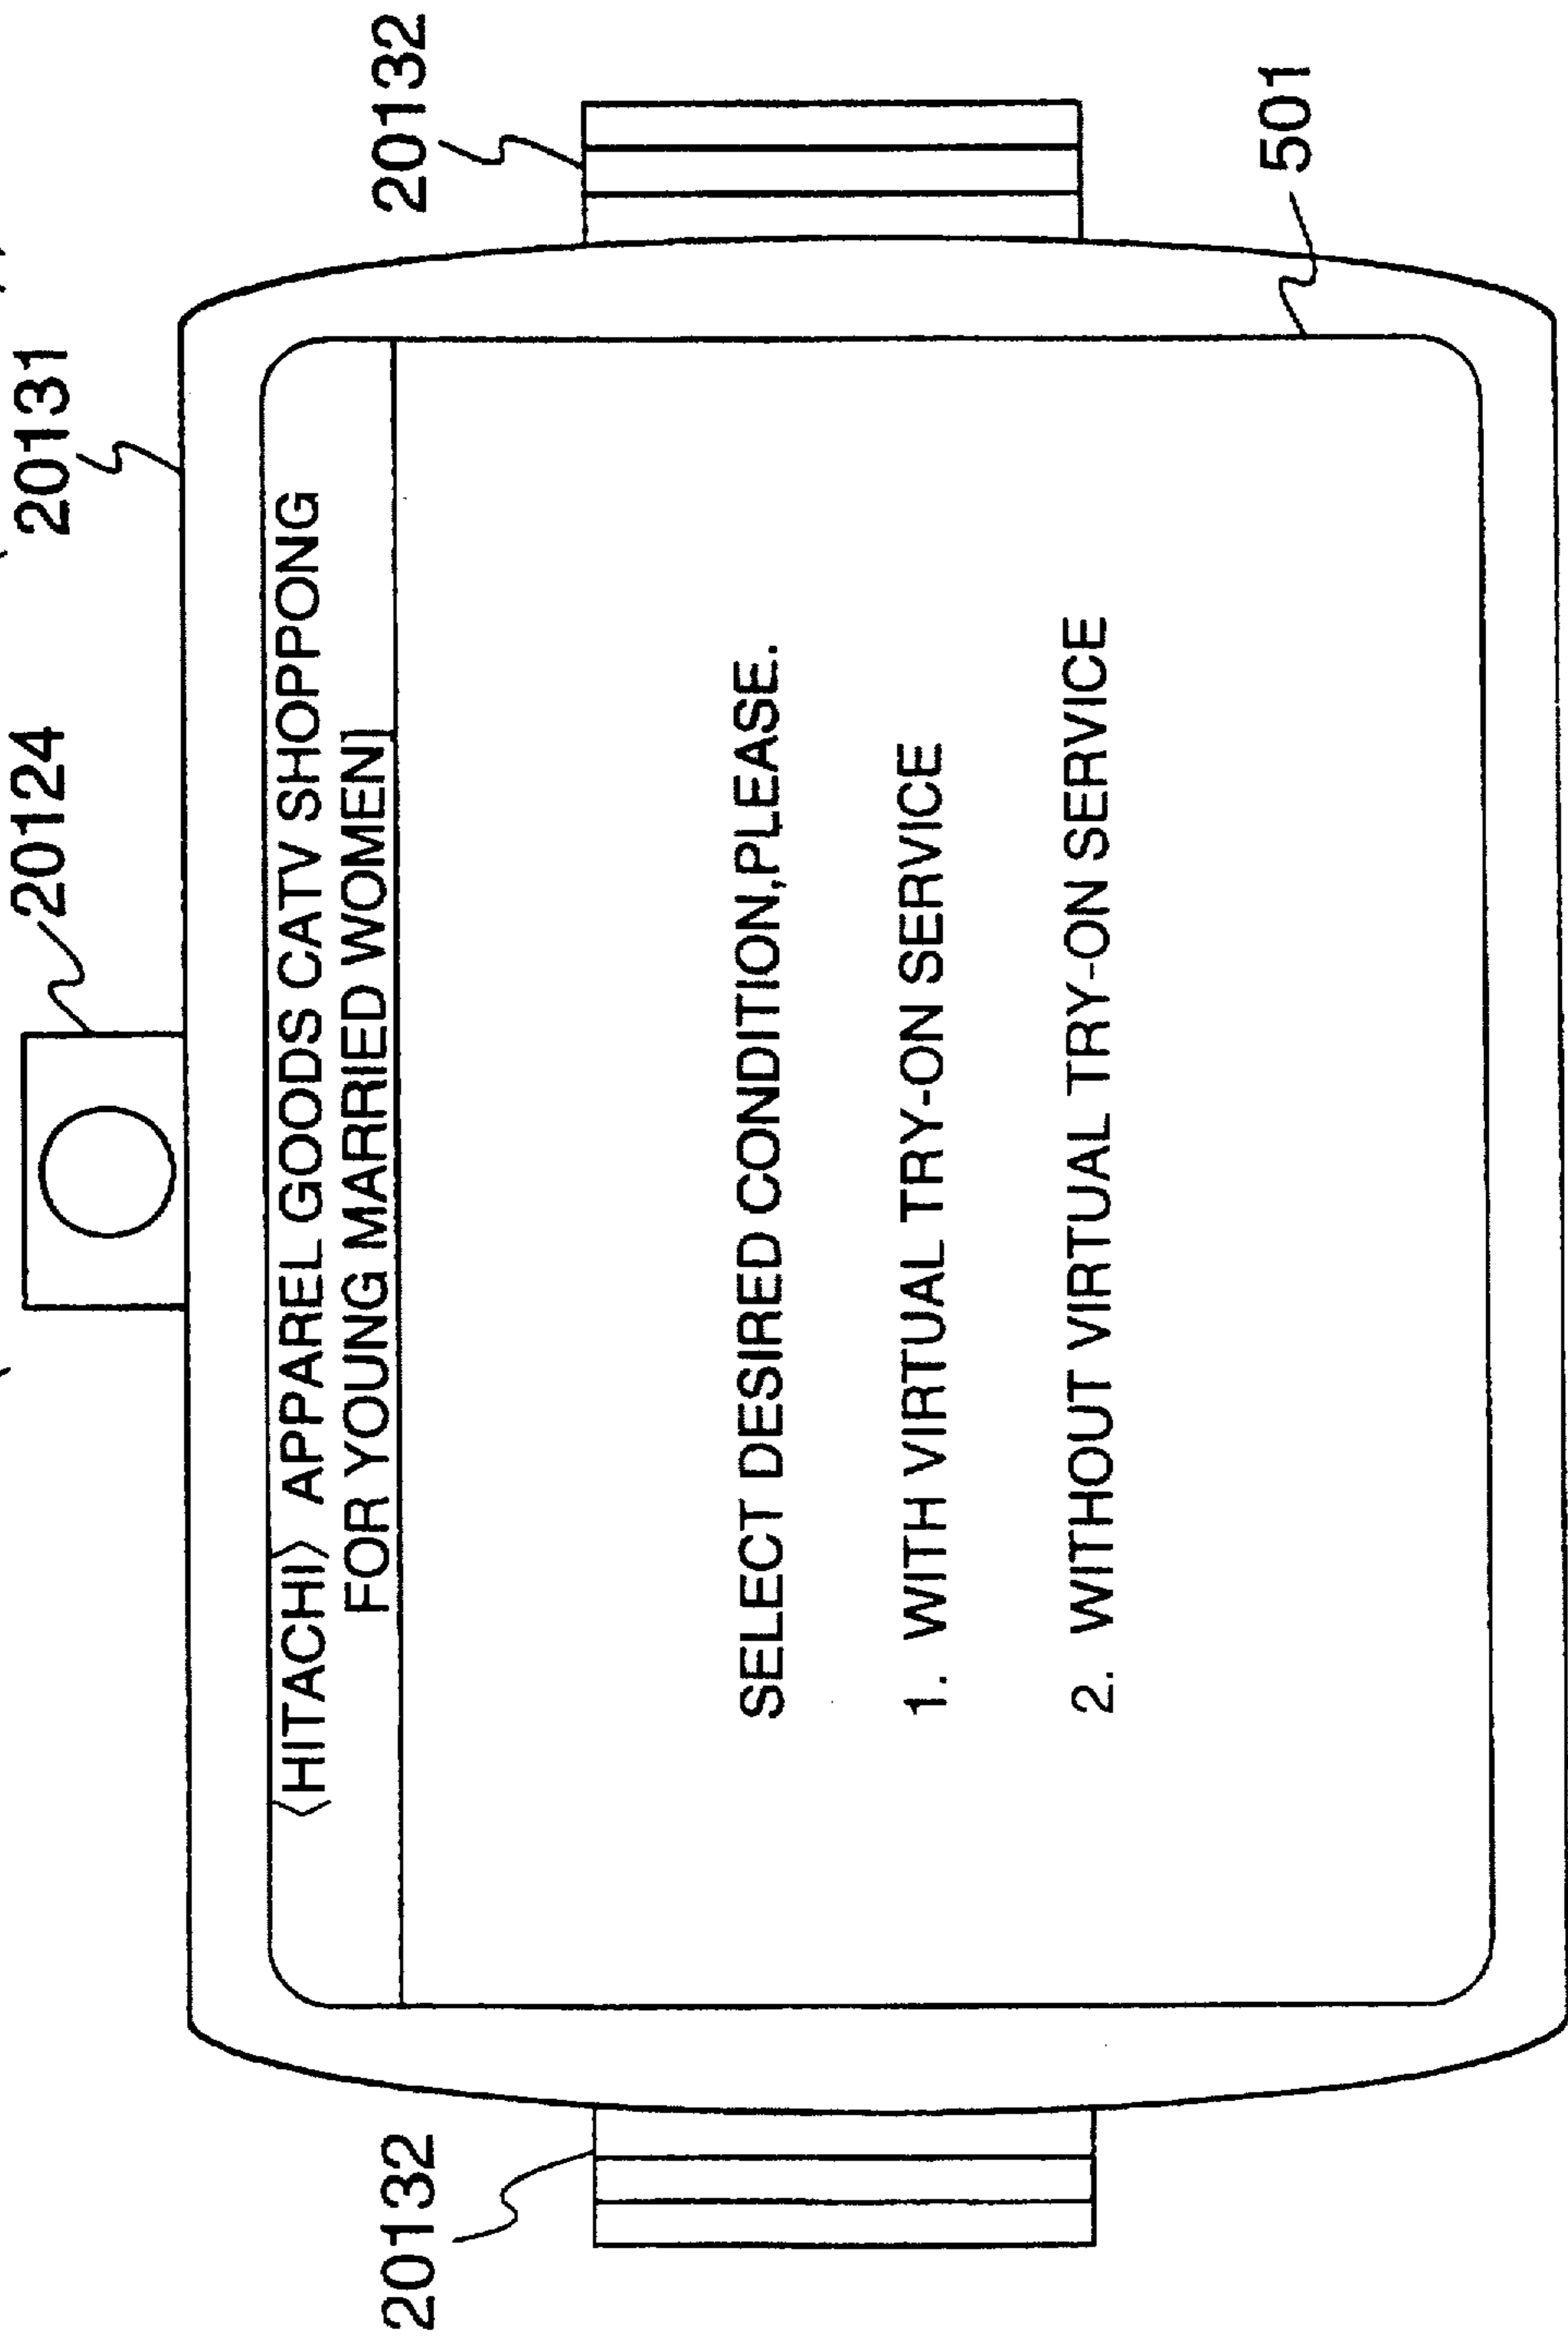 20124
20131
20132
20132
〈HITACHI〉 APPAREL GOODS CATV SHOPPONG
FOR YOUNG MARRIED WOMEN]
SELECT DESIRED CONDITION,PLEASE.
1. WITH VIRTUAL TRY-ON SERVICE
2. WITHOUT VIRTUAL TRY-ON SERVICE
501